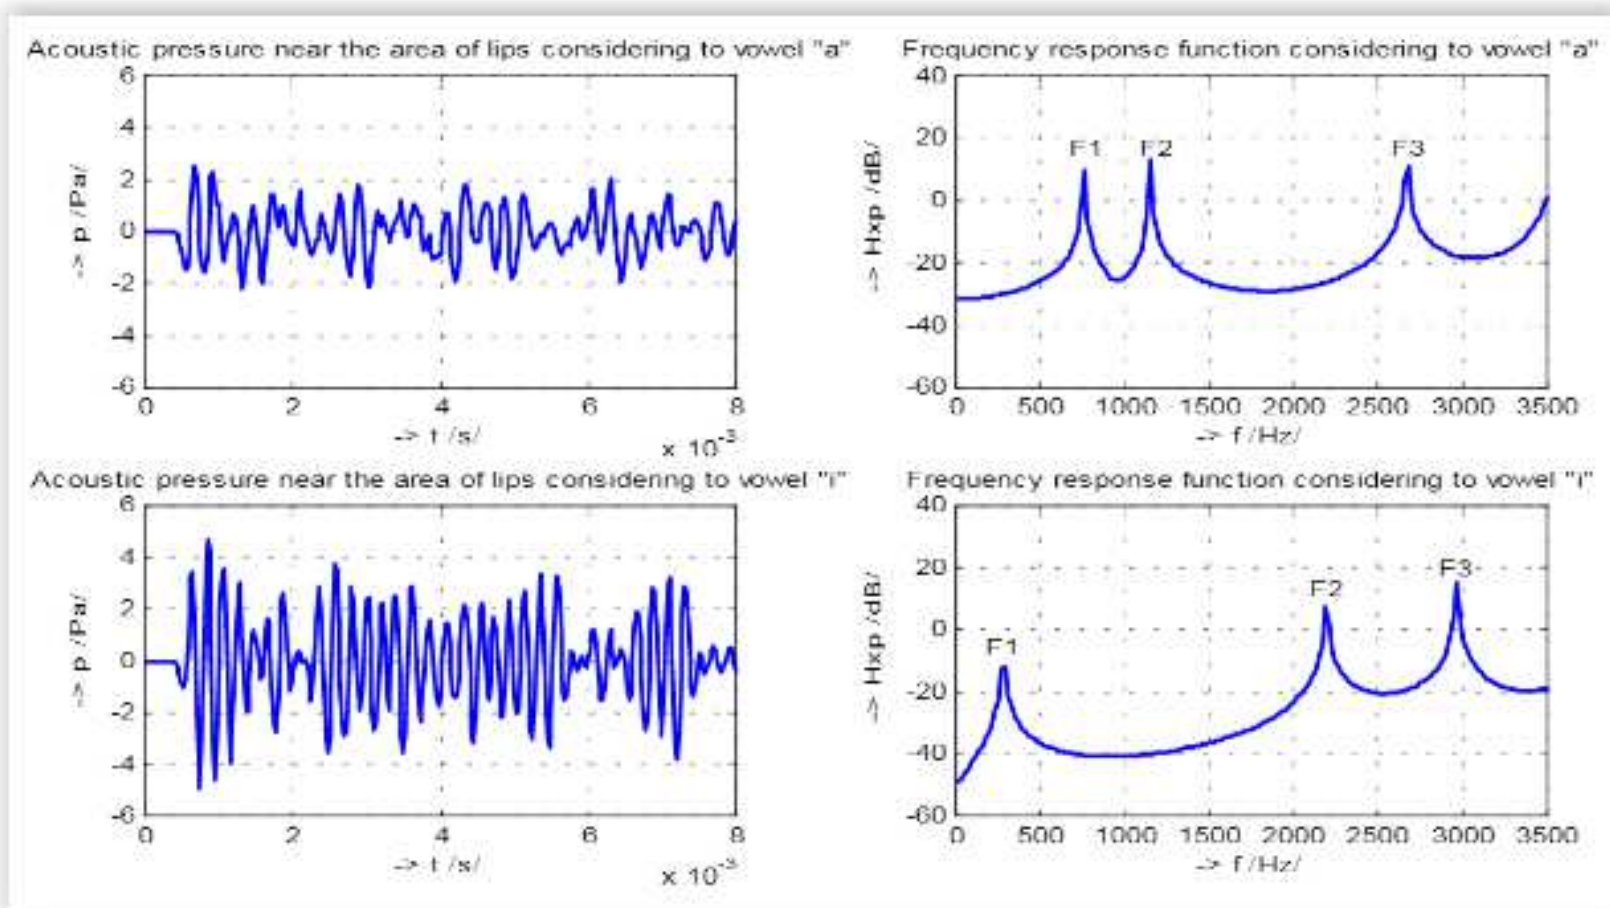 Acoustic pressure near the area of lips considering to vowel "a"
6
4
2
0
-2
-4
-6
-> p /Pa/
0 2 4 6 8
-> t /s/
x 10-3
Frequency response function considering to vowel "a"
40
20
0
-20
-40
-60
-> Hxp /dB/
F1 F2 F3
0 500 1000 1500 2000 2500 3000 3500
-> f /Hz/
Acoustic pressure near the area of lips considering to vowel "i"
6
4
2
0
-2
-4
-6
-> p /Pa/
0 2 4 6 8
-> t /s/
x 10-3
Frequency response function considering to vowel "i"
40
20
0
-20
-40
-60
-> Hxp /dB/
F1 F2 F3
0 500 1000 1500 2000 2500 3000 3500
-> f /Hz/